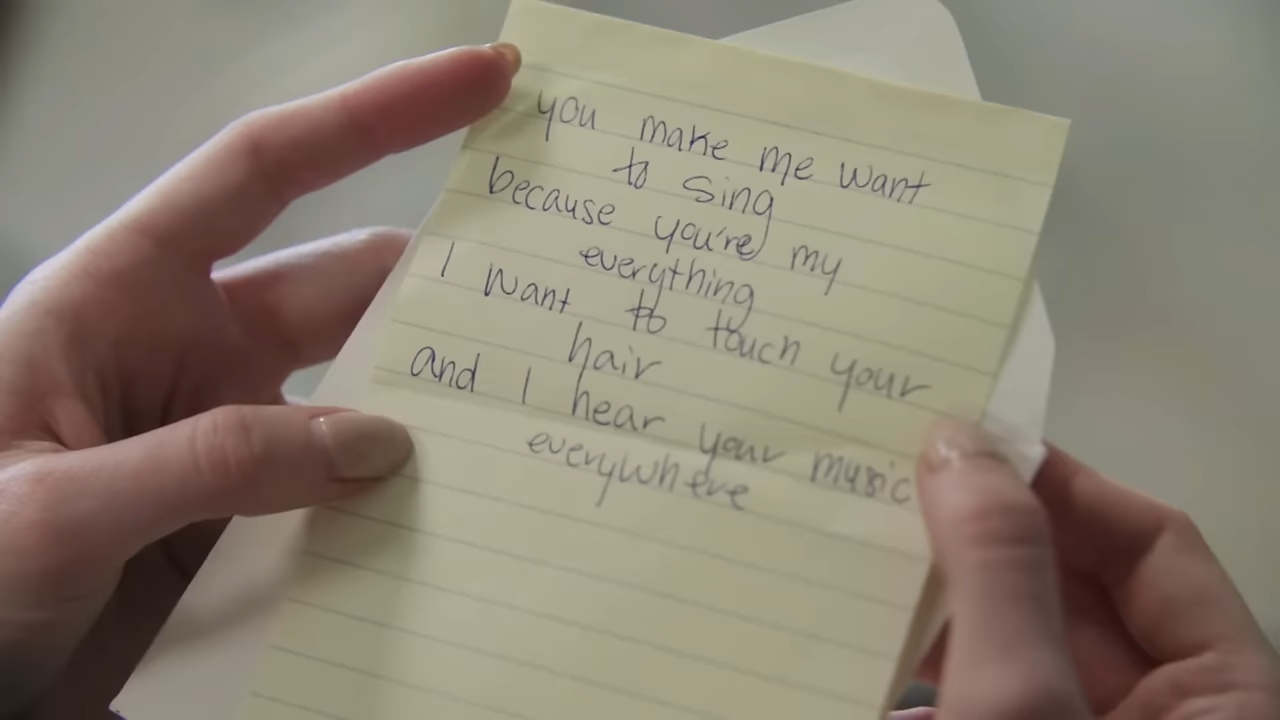 you make me want
to sing
because you're my
everything
I want to touch your
hair
and I hear your music
everywhere